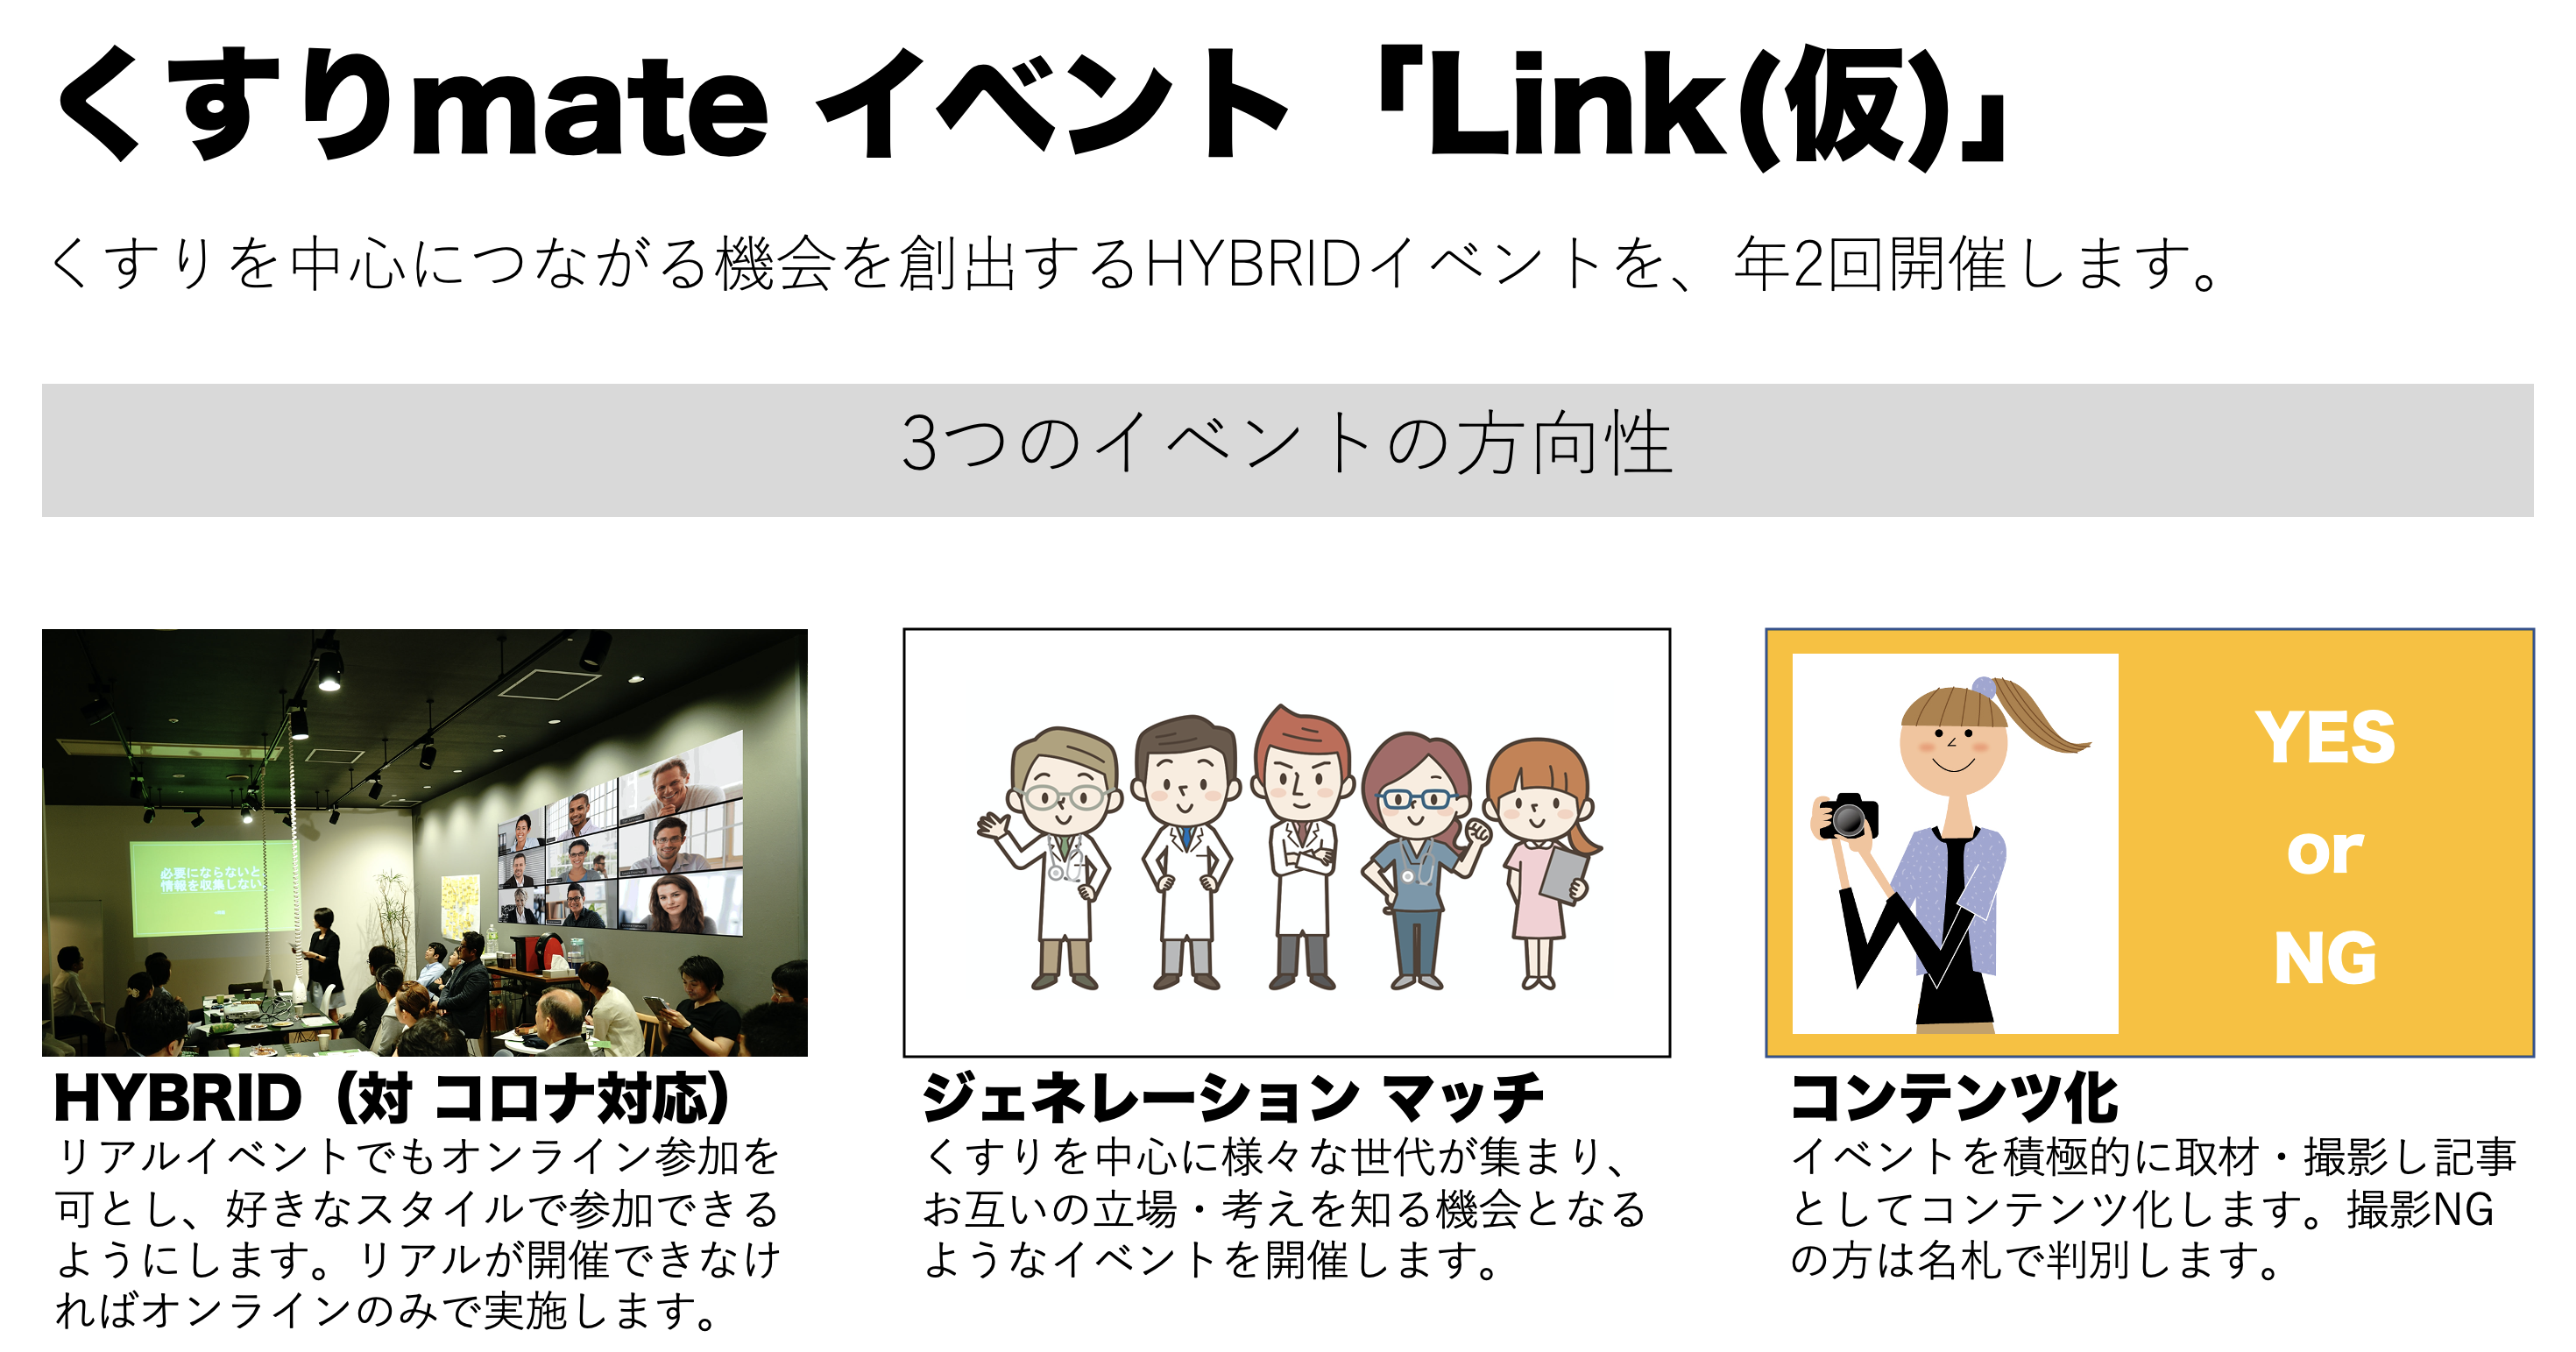 くすりmate イベント「Link(仮)」
くすりを中心につながる機会を創出するHYBRIDイベントを、年2回開催します。
3つのイベントの方向性
必要にならないと
情報を収集しない
YES
or
NG
HYBRID（対 コロナ対応）
リアルイベントでもオンライン参加を
可とし、好きなスタイルで参加できる
ようにします。リアルが開催できなけ
ればオンラインのみで実施します。
ジェネレーション マッチ
くすりを中心に様々な世代が集まり、
お互いの立場・考えを知る機会となる
ようなイベントを開催します。
コンテンツ化
イベントを積極的に取材・撮影し記事
としてコンテンツ化します。撮影NG
の方は名札で判別します。